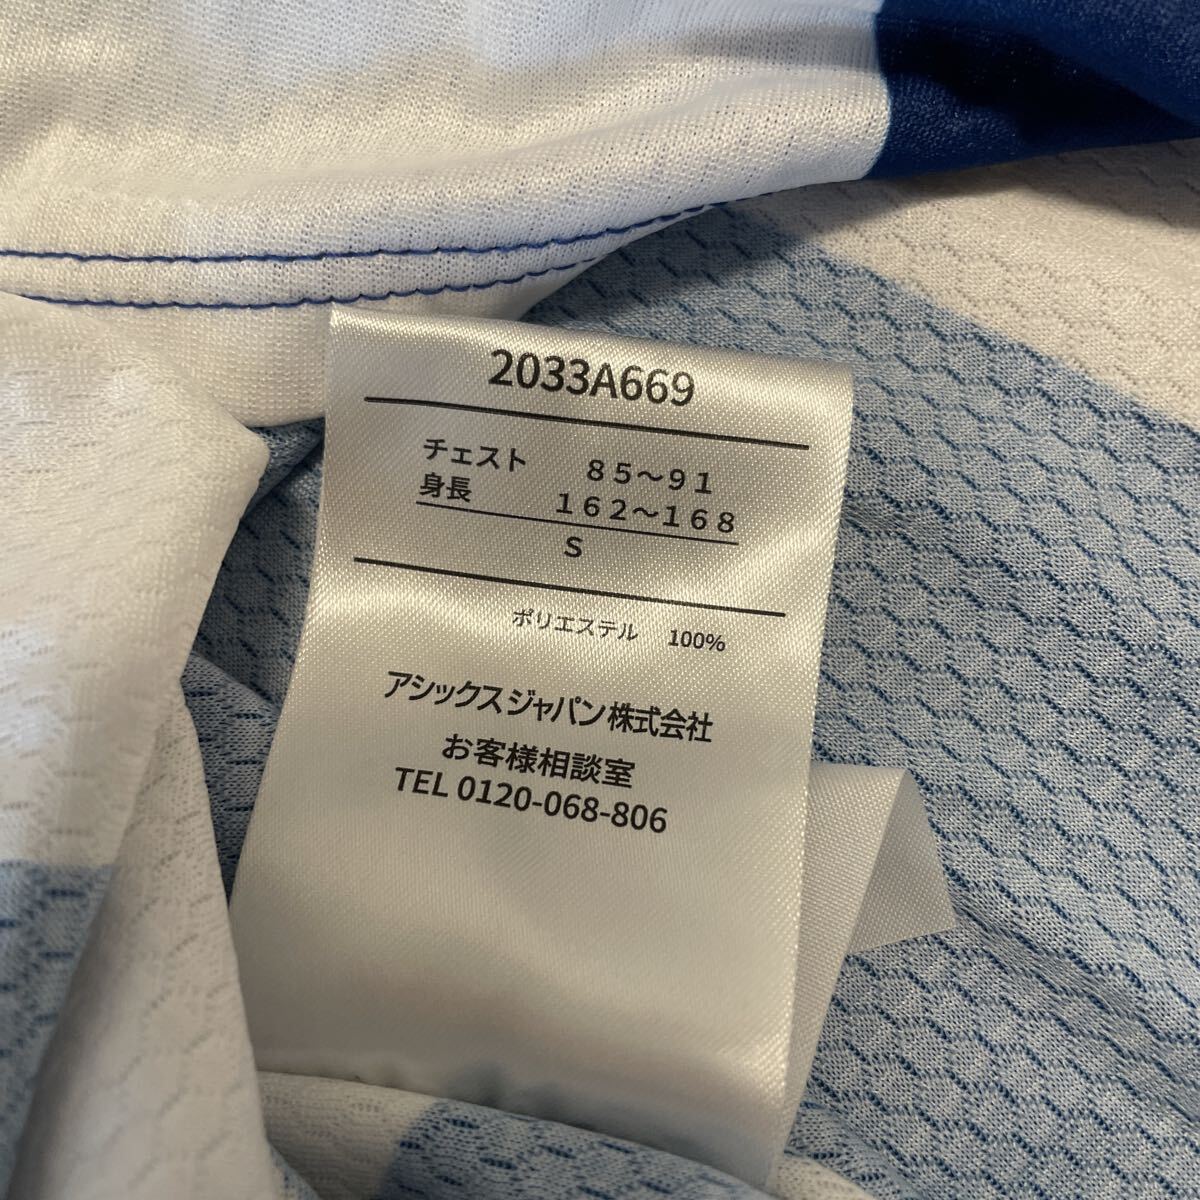 2033A669
チェスト 85～91
身長 162～168
S
ポリエステル 100%
アシックスジャパン株式会社
お客様相談室
TEL 0120-068-806